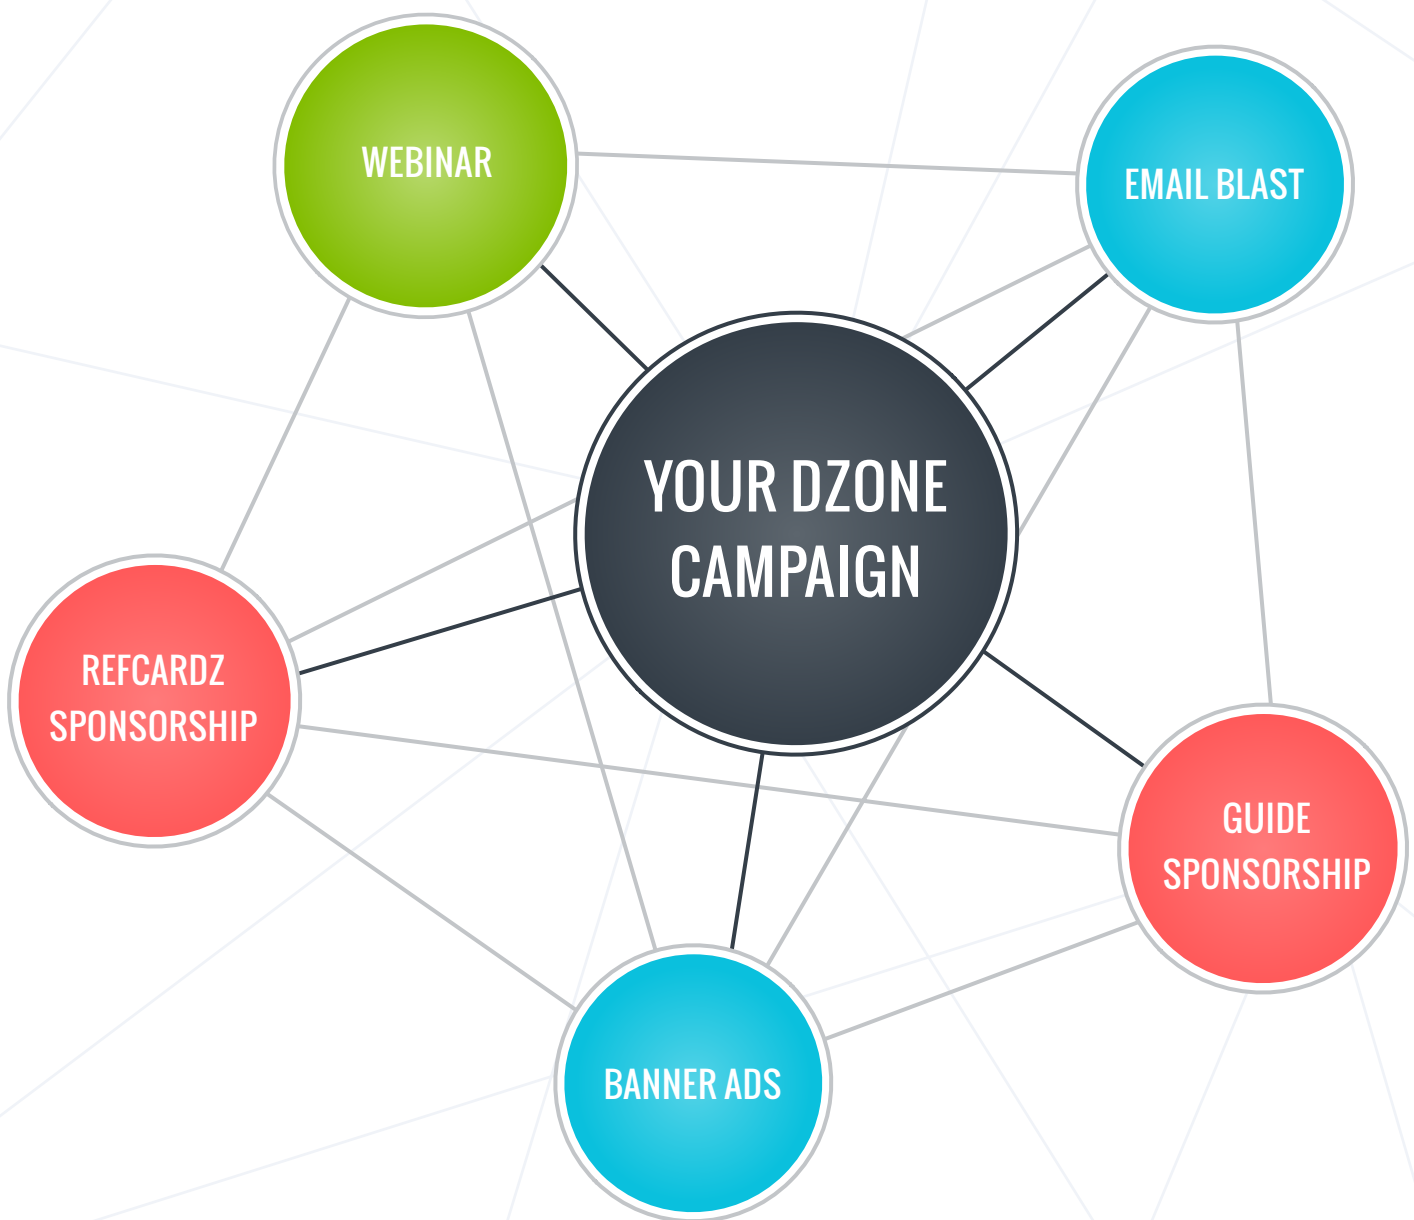 WEBINAR
EMAIL BLAST
YOUR DZONE
CAMPAIGN
REFCARDZ
SPONSORSHIP
GUIDE
SPONSORSHIP
BANNER ADS